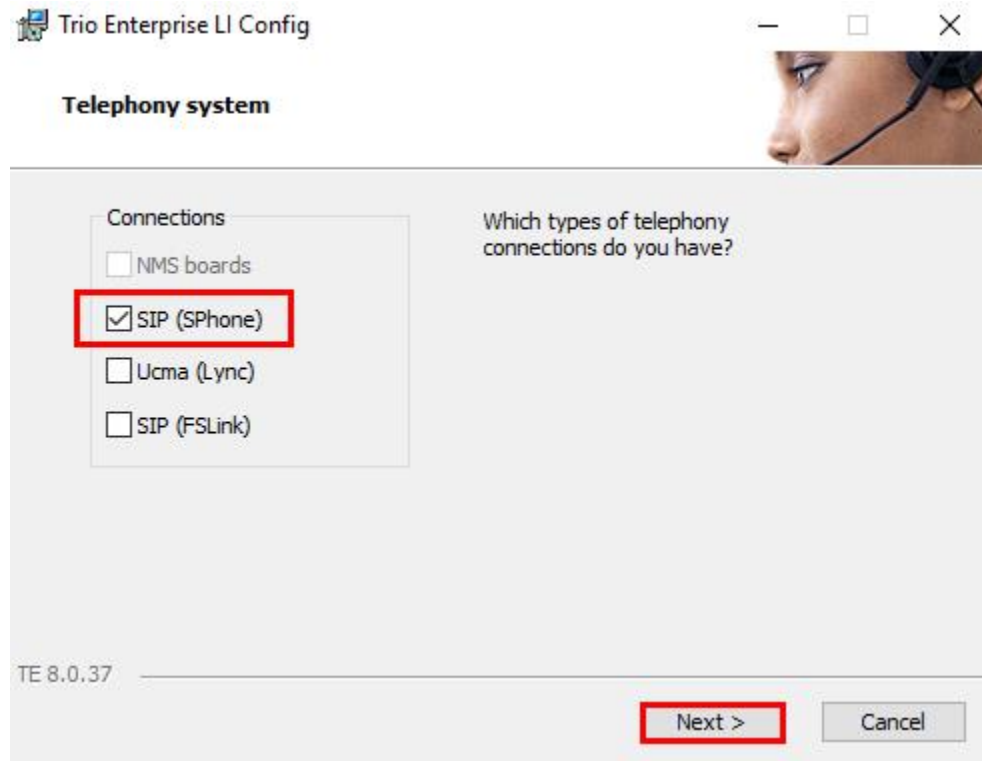 Trio Enterprise LI Config
Telephony system
Connections
NMS boards
SIP (SPhone)
Ucma (Lync)
SIP (FSLink)
Which types of telephony
connections do you have?
TE 8.0.37
Next >
Cancel